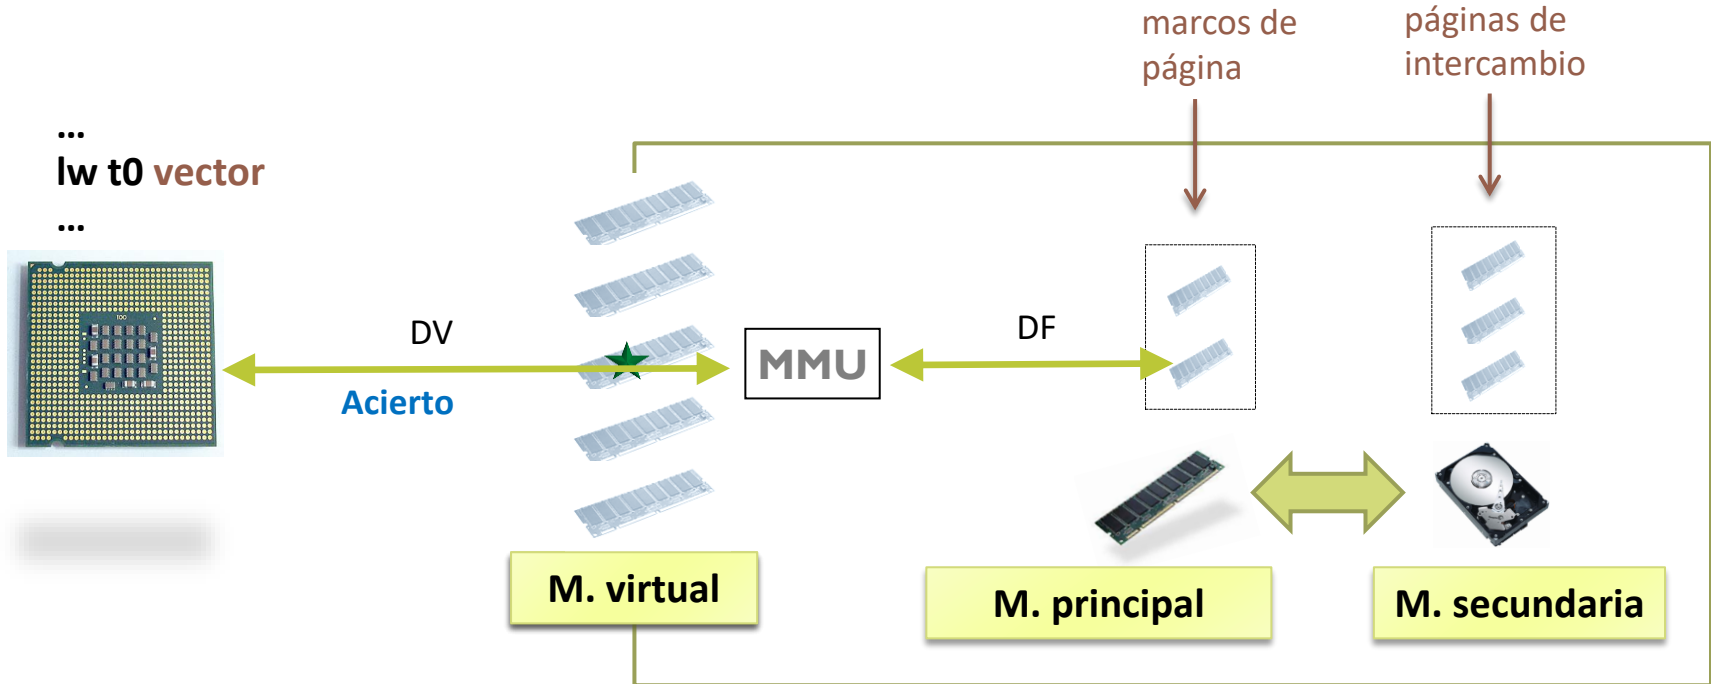 marcos de
página
páginas de
intercambio
...
lw t0 vector
...
DV
Acierto
MMU
DF
M. virtual
M. principal
M. secundaria